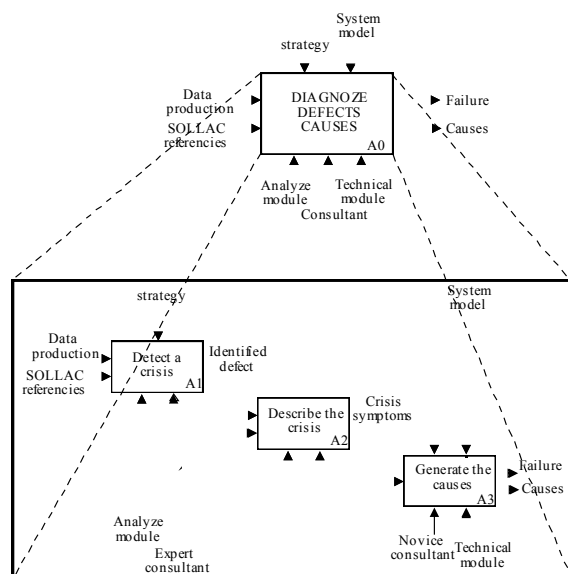 System
model
strategy
Data
production
SOLLAC
referencies
DIAGNOZE
DEFECTS
CAUSES
A0
Failure
Causes
Analyze
module
Consultant
Technical
module
strategy
System
model
Data
production
SOLLAC
referencies
Detect a
crisis
A1
Identified
defect
Describe the
crisis
A2
Crisis
symptoms
Generate the
causes
A3
Failure
Causes
Analyze
module
Expert
consultant
Novice
consultant
Technical
module